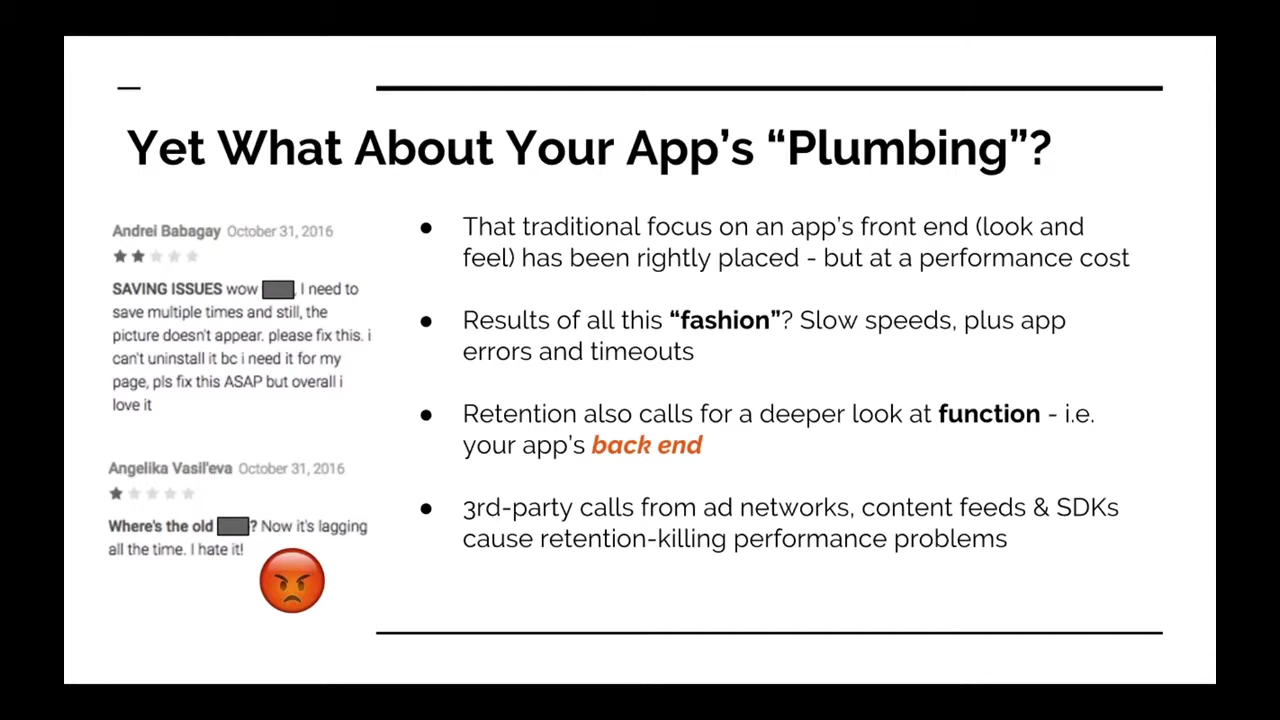 Yet What About Your App’s “Plumbing”?
Andrei Babagay October 31, 2016
SAVING ISSUES wow , I need to
save multiple times and still, the
picture doesn't appear. please fix this. i
can't uninstall it bc i need it for my
page, pls fix this ASAP but overall i
love it
Angelika Vasil'eva October 31, 2016
Where's the old ? Now it's lagging
all the time. I hate it!
● That traditional focus on an app’s front end (look and
feel) has been rightly placed - but at a performance cost
● Results of all this “fashion”? Slow speeds, plus app
errors and timeouts
● Retention also calls for a deeper look at function - i.e.
your app’s back end
● 3rd-party calls from ad networks, content feeds & SDKs
cause retention-killing performance problems